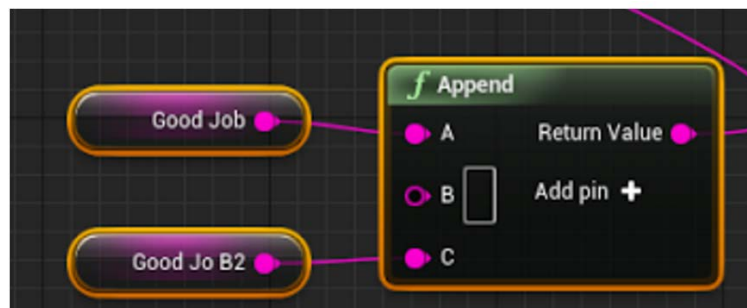 f Append
Good Job
A
Return Value
B
Add pin +
Good Jo B2
C